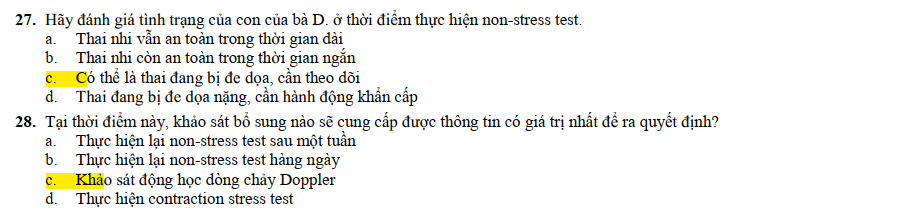 27. Hãy đánh giá tình trạng của con của bà D. ở thời điểm thực hiện non-stress test.
a. Thai nhi vẫn an toàn trong thời gian dài
b. Thai nhi còn an toàn trong thời gian ngắn
c. Có thể là thai đang bị đe dọa, cần theo dõi
d. Thai đang bị đe dọa nặng, cần hành động khẩn cấp
28. Tại thời điểm này, khảo sát bổ sung nào sẽ cung cấp được thông tin có giá trị nhất để ra quyết định?
a. Thực hiện lại non-stress test sau một tuần
b. Thực hiện lại non-stress test hàng ngày
c. Khảo sát động học dòng chảy Doppler
d. Thực hiện contraction stress test